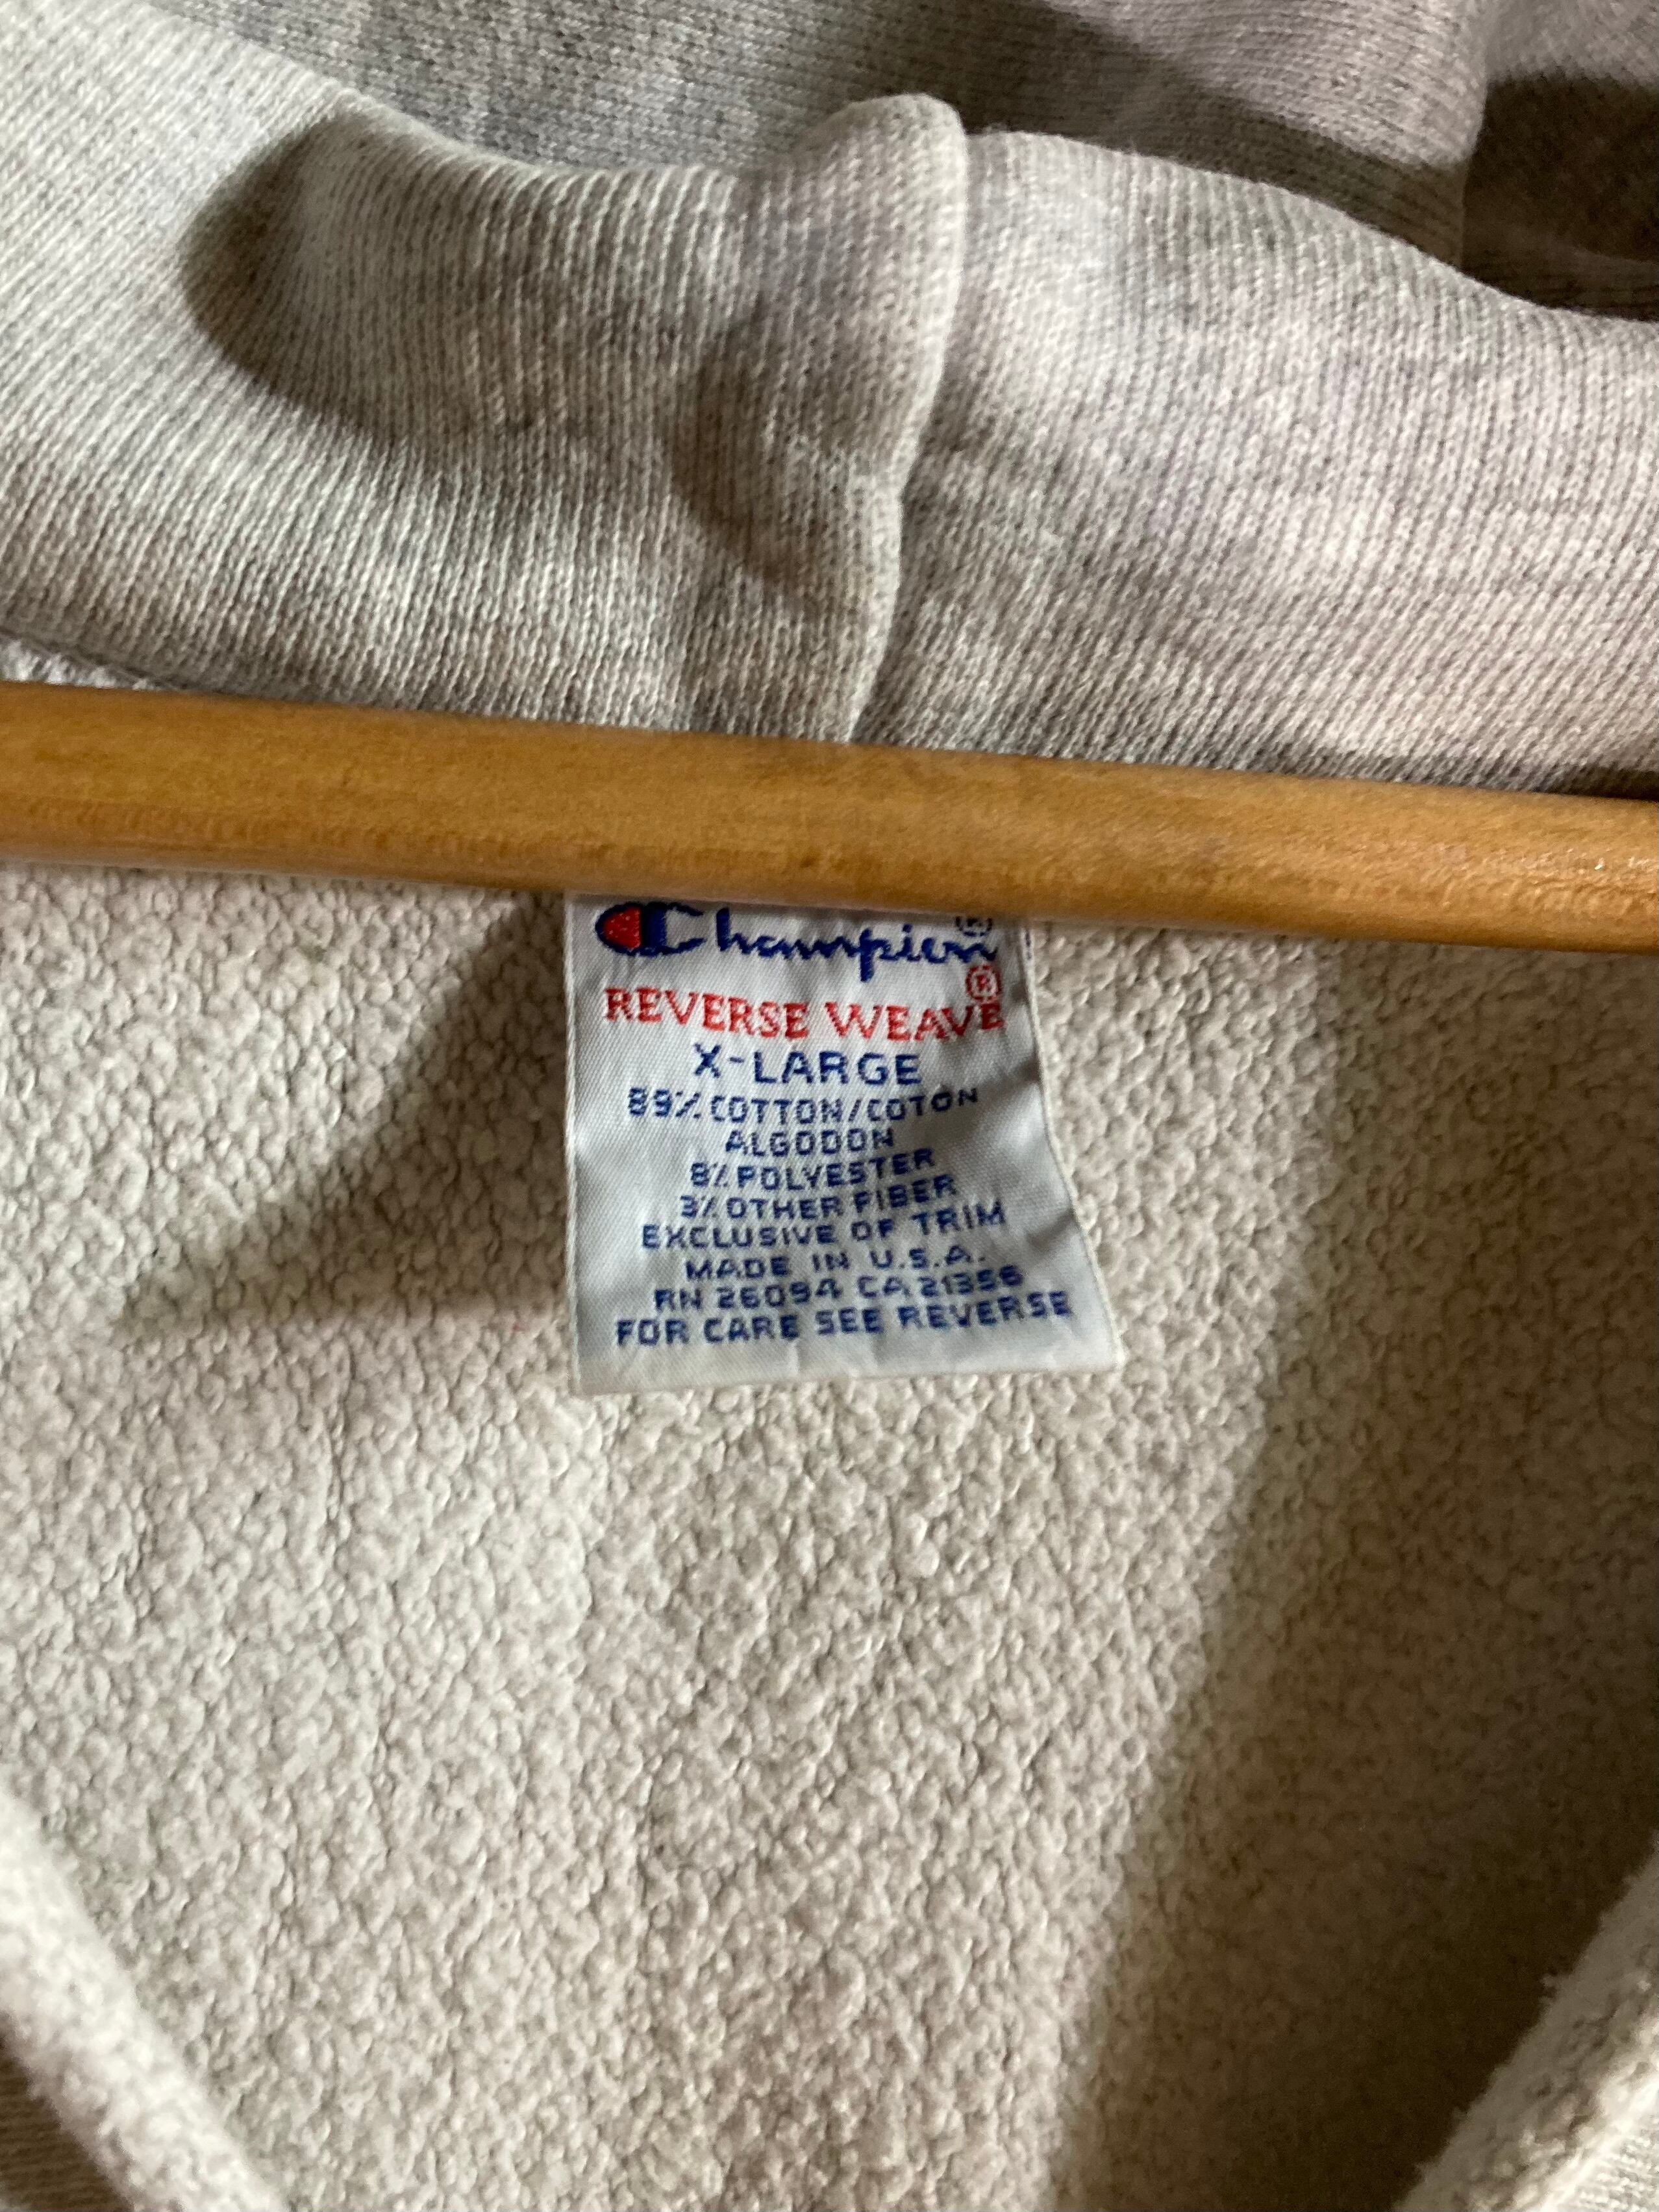 Champion®
REVERSE WEAVE®
X-LARGE
89% COTTON/COTON
ALGODON
8% POLYESTER
3% OTHER FIBER
EXCLUSIVE OF TRIM
MADE IN U.S.A.
RN 26094 CA 21356
FOR CARE SEE REVERSE